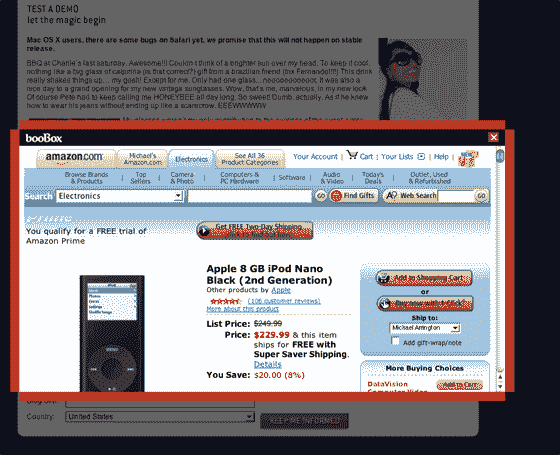 TEST A DEMO
let the magic begin
Mac OS X users, there are some bugs on Safari yet, we promise that this will not happen on stable
release.
BBQ at Charlie's last saturday. Awesome!!! Couldn't think of a brighter sun over my head. To keep it cool,
nothing like a big glass of caipirina (is that correct?) gift from a brazilian friend (thx Fernando!!!!) This drink
really shakes things up... my gosh! Except for me. Only had one glass... nooooooooot. It was also a
nice day to a grand opening for my new vintage sunglasses. Wow, that's me, marvelous, in my new look.
Of course Pete had to keep calling me HONEYBEE all day long. So sweet! Dumb, actually. As if he knew
how to wear his jeans without ending up like a scarecrow. EEEWWWWW
booBox
amazon.com
Michael's
Amazon.com
Electronics
See All 36
Product Categories
Your Account | Cart | Your Lists | Help |
Browse Brands
& Products
Top
Sellers
Camera
& Photo
Computers &
PC Hardware
Software
Audio
& Video
Today's
Deals
Outlet, Used
& Refurbished
Search Electronics GO Find Gifts Web Search GO
You qualify for a FREE trial of
Amazon Prime
Get FREE Two-Day Shipping
Apple 8 GB iPod Nano
Black (2nd Generation)
Other products by Apple
(106 customer reviews)
More about this product
List Price: $249.99
Price: $229.99 & this item
ships for FREE with
Super Saver Shipping.
Details
You Save: $20.00 (8%)
Add to Shopping Cart
or
Ship to:
Michael Arrington
Add gift-wrap/note
More Buying Choices
DataVision
Computer Video
Add to Cart
Country: United States
KEEP ME INFORMED